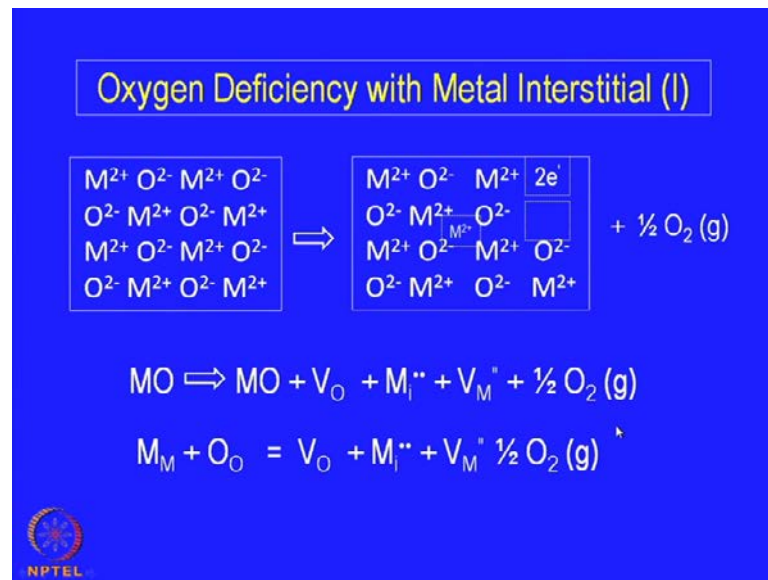 Oxygen Deficiency with Metal Interstitial (I)
M²⁺ O²⁻ M²⁺ O²⁻
O²⁻ M²⁺ O²⁻ M²⁺
M²⁺ O²⁻ M²⁺ O²⁻
O²⁻ M²⁺ O²⁻ M²⁺
⇨
M²⁺ O²⁻ M²⁺ 2e'
O²⁻ M²⁺ O²⁻
M²⁺
M²⁺ O²⁻ M²⁺ O²⁻
O²⁻ M²⁺ O²⁻ M²⁺
+ ½ O₂ (g)
MO ⇨ MO + V_O + M_i•• + V_M" + ½ O₂ (g)
M_M + O_O = V_O + M_i•• + V_M" ½ O₂ (g)
NPTEL